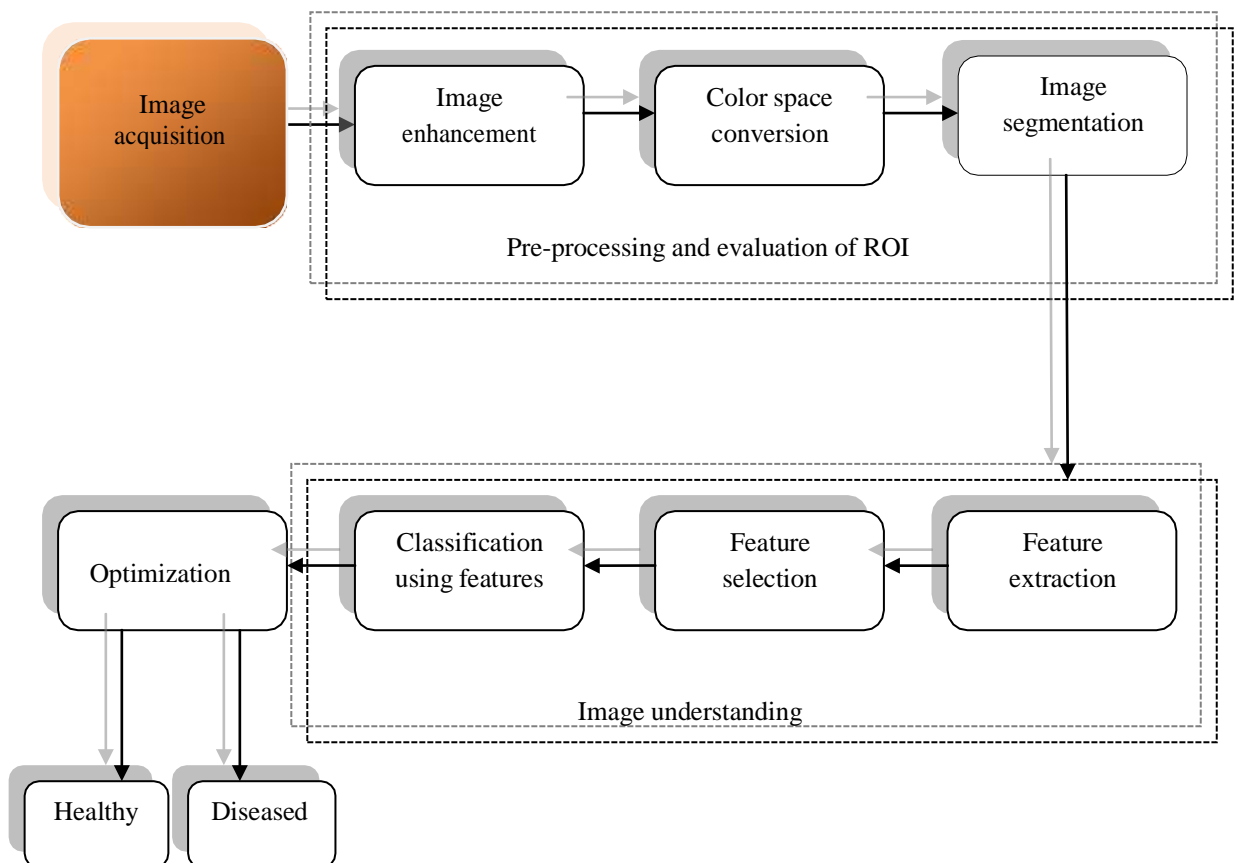 Image
acquisition
Image
enhancement
Color space
conversion
Image
segmentation
Pre-processing and evaluation of ROI
Feature
extraction
Feature
selection
Classification
using features
Optimization
Image understanding
Healthy
Diseased